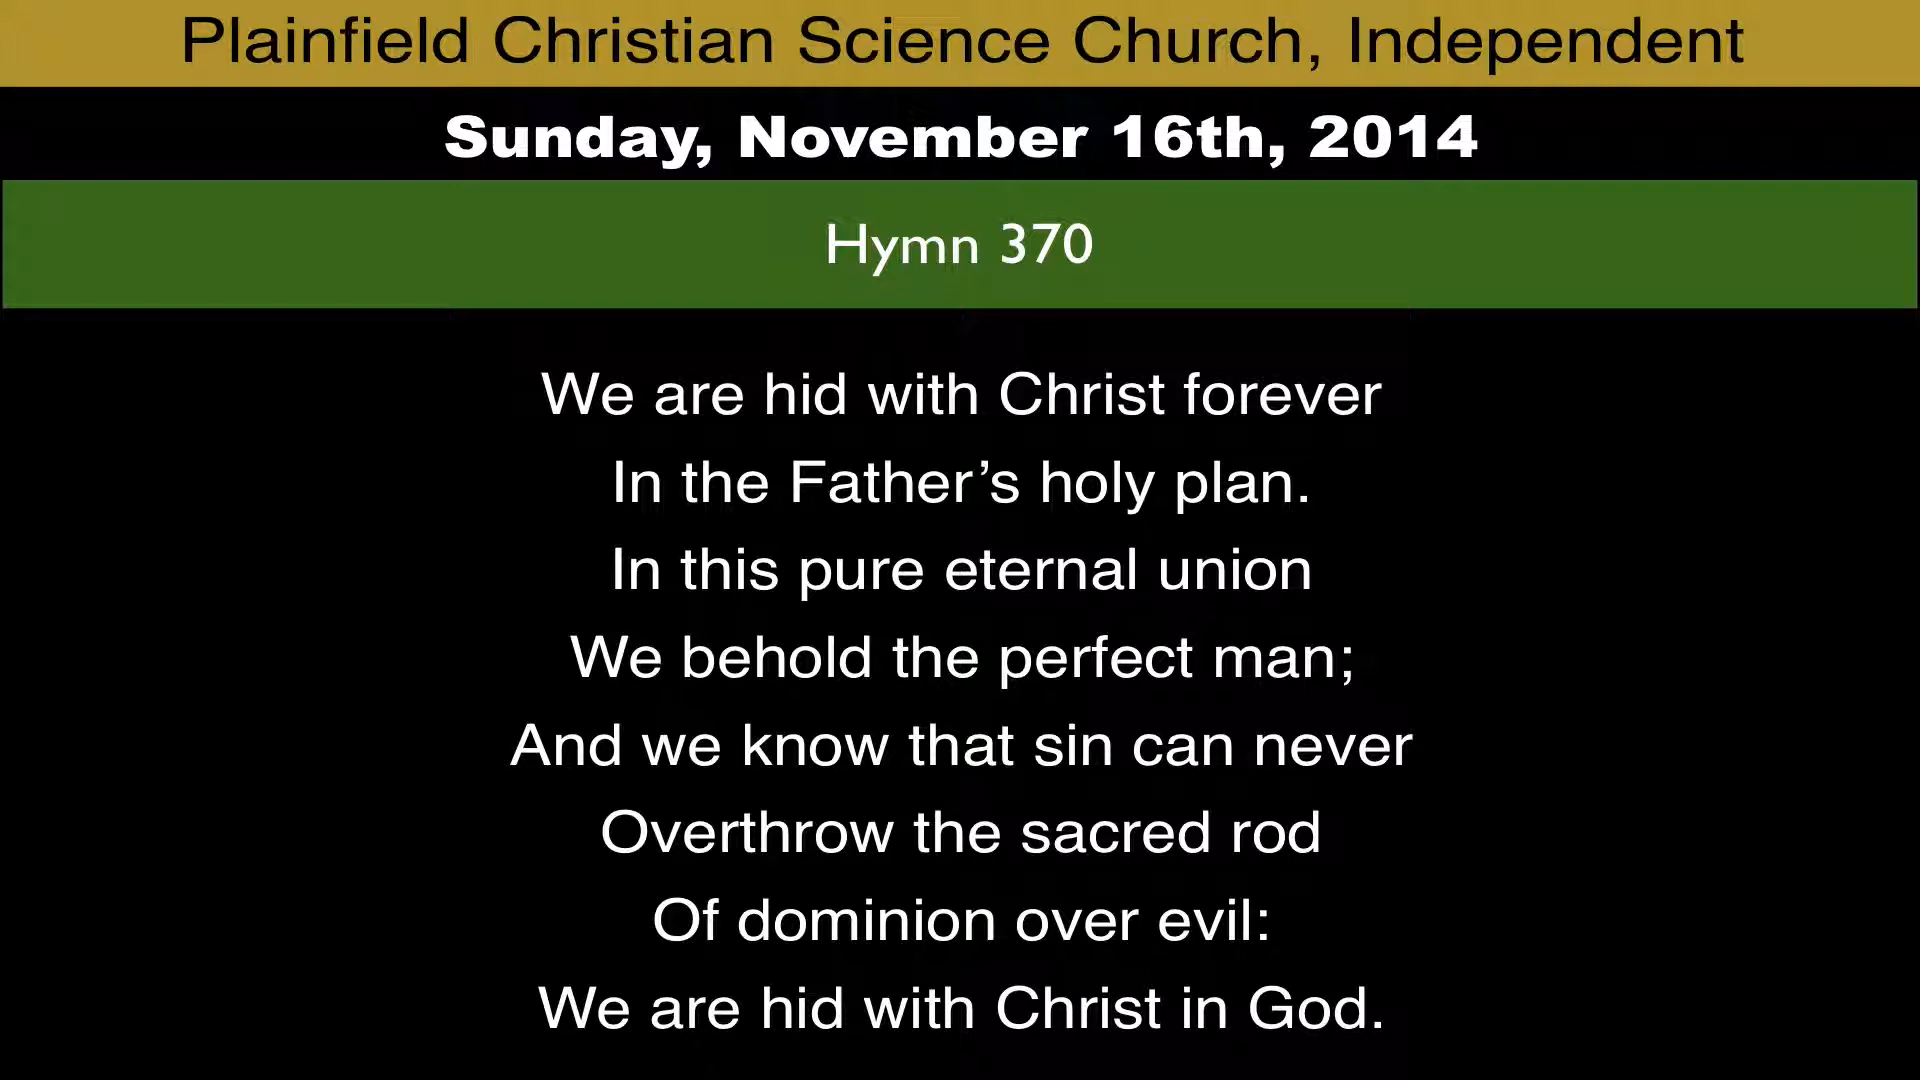 Plainfield Christian Science Church, Independent
Sunday, November 16th, 2014
Hymn 370
We are hid with Christ forever
In the Father’s holy plan.
In this pure eternal union
We behold the perfect man;
And we know that sin can never
Overthrow the sacred rod
Of dominion over evil:
We are hid with Christ in God.